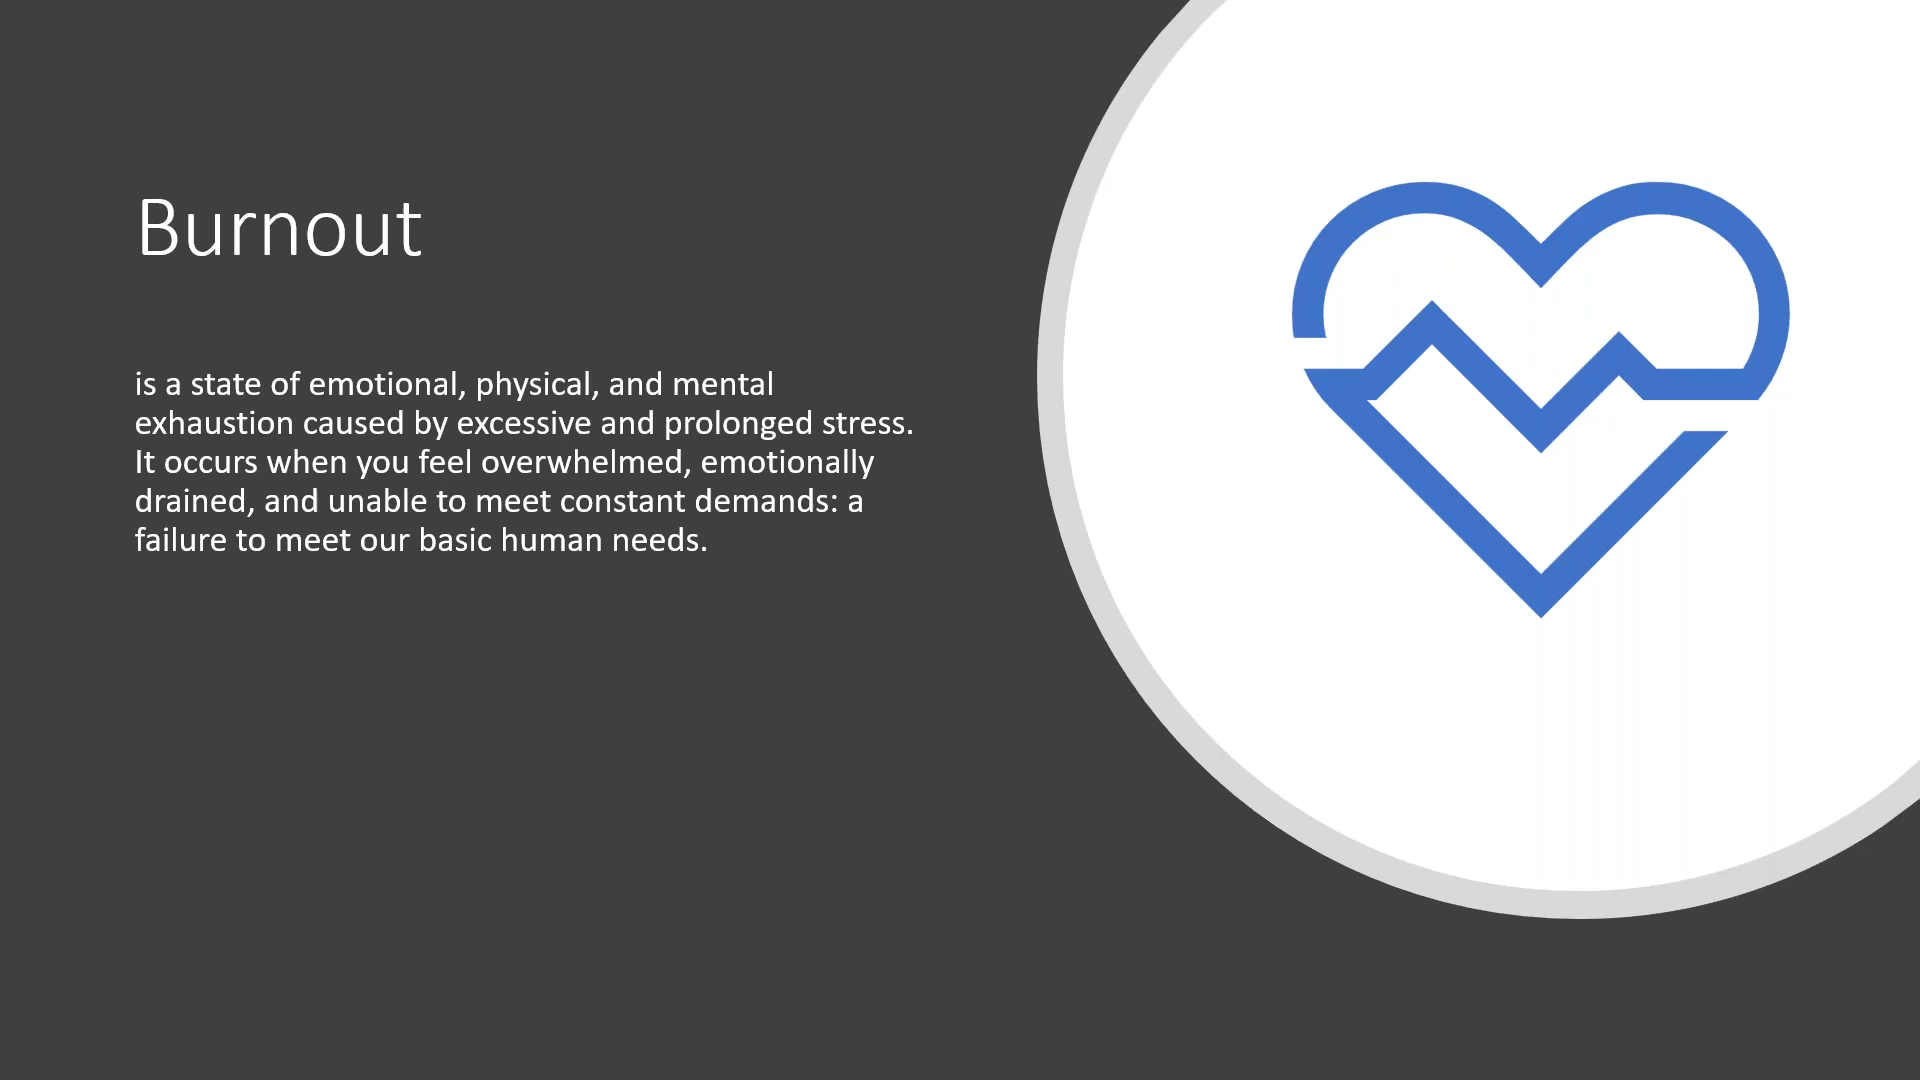 Burnout
is a state of emotional, physical, and mental
exhaustion caused by excessive and prolonged stress.
It occurs when you feel overwhelmed, emotionally
drained, and unable to meet constant demands: a
failure to meet our basic human needs.